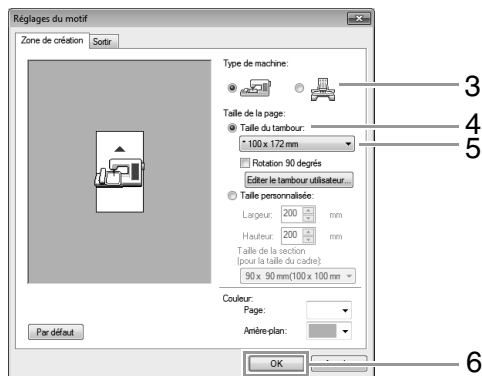 Réglages du motif
Zone de création
Sortir
Type de machine:
3
Taille de la page:
Taille du tambour:
4
* 100 x 172 mm
5
Rotation 90 degrés
Editer le tambour utilisateur...
Taille personnalisée:
Largeur: 200 mm
Hauteur: 200 mm
Taille de la section
(pour la taille du cadre):
90 x 90 mm(100 x 100 mm
Couleur:
Page:
Par défaut
Arrière-plan:
OK
6